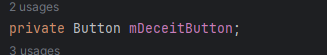 2 usages
private Button mDeceitButton;
3 usages